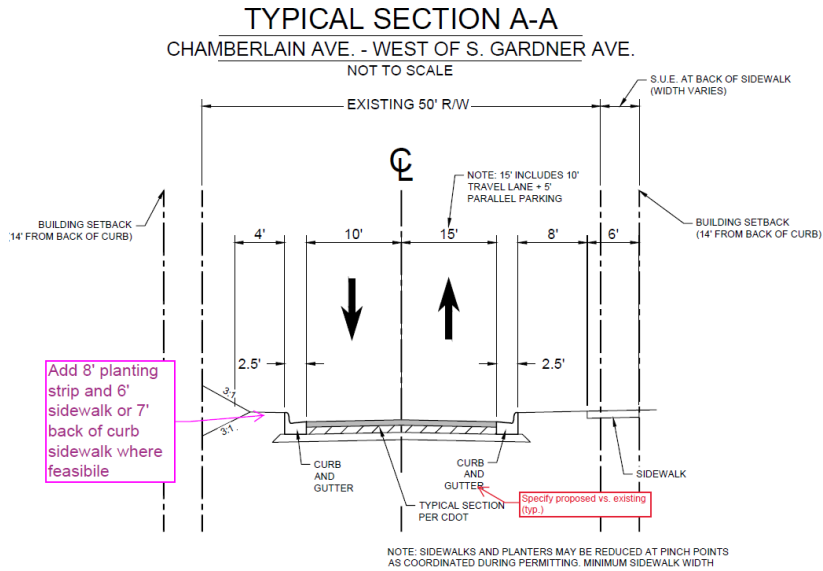 TYPICAL SECTION A-A
CHAMBERLAIN AVE. - WEST OF S. GARDNER AVE.
NOT TO SCALE
S.U.E. AT BACK OF SIDEWALK
(WIDTH VARIES)
EXISTING 50' R/W
CL
NOTE: 15' INCLUDES 10'
TRAVEL LANE + 5'
PARALLEL PARKING
BUILDING SETBACK
(14' FROM BACK OF CURB)
BUILDING SETBACK
(14' FROM BACK OF CURB)
4' 10' 15' 8' 6'
2.5' 2.5'
Add 8' planting
strip and 6'
sidewalk or 7'
back of curb
sidewalk where
feasibile
3:1
3:1
CURB
AND
GUTTER
CURB
AND
GUTTER
SIDEWALK
TYPICAL SECTION
PER CDOT
Specify proposed vs. existing
(typ.)
NOTE: SIDEWALKS AND PLANTERS MAY BE REDUCED AT PINCH POINTS
AS COORDINATED DURING PERMITTING. MINIMUM SIDEWALK WIDTH